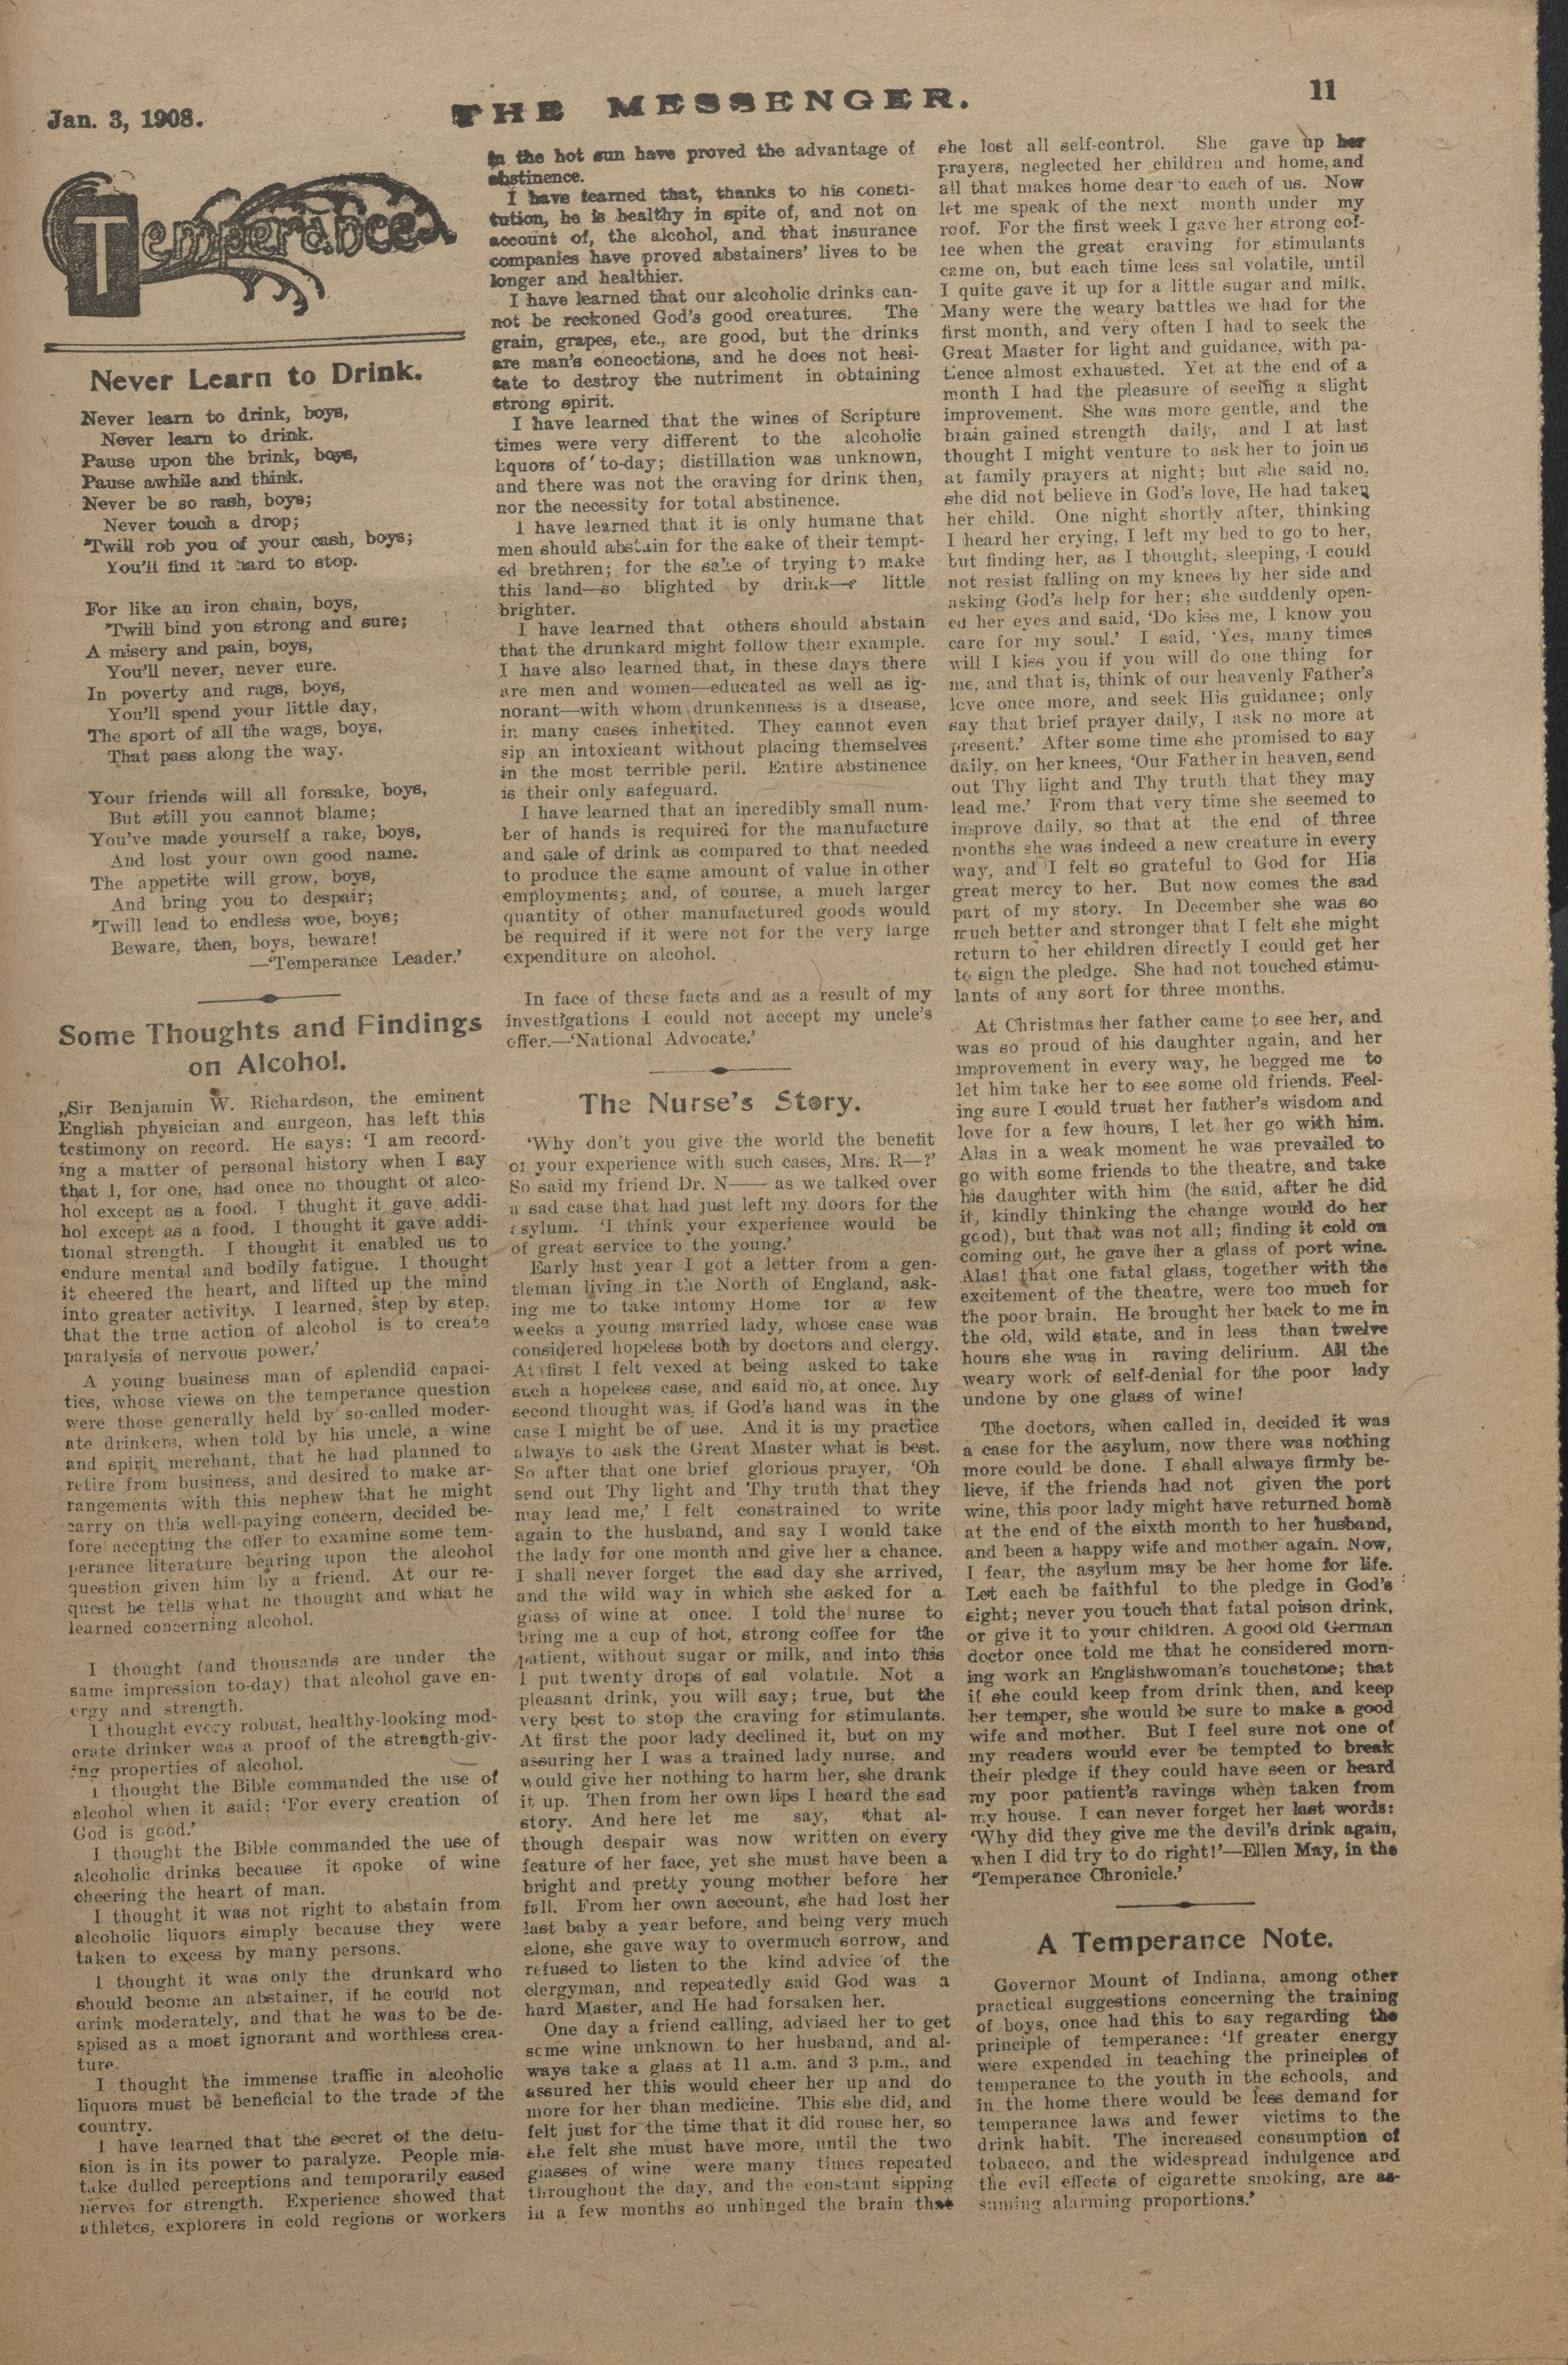 Jan. 3, 1908.
THE MESSENGER.
11
Temperance
Never Learn to Drink.
Never learn to drink, boys,
Never learn to drink.
Pause upon the brink, boys,
Pause awhile and think.
Never be so rash, boys;
Never touch a drop;
'Twill rob you of your cash, boys;
You'll find it hard to stop.
For like an iron chain, boys,
'Twill bind you strong and sure;
A misery and pain, boys,
You'll never, never cure.
In poverty and rags, boys,
You'll spend your little day,
The sport of all the wags, boys,
That pass along the way.
Your friends will all forsake, boys,
But still you cannot blame;
You've made yourself a rake, boys,
And lost your own good name.
The appetite will grow, boys,
And bring you to despair;
'Twill lead to endless woe, boys;
Beware, then, boys, beware!
—'Temperance Leader.'
Some Thoughts and Findings
on Alcohol.
„Sir Benjamin W. Richardson, the eminent
English physician and surgeon, has left this
testimony on record. He says: 'I am record-
ing a matter of personal history when I say
that I, for one, had once no thought of alco-
hol except as a food. I thught it gave addi-
hol except as a food. I thought it gave addi-
tional strength. I thought it enabled us to
endure mental and bodily fatigue. I thought
it cheered the heart, and lifted up the mind
into greater activity. I learned, step by step,
that the true action of alcohol is to create
paralysis of nervous power.'
A young business man of splendid capaci-
ties, whose views on the temperance question
were those generally held by so-called moder-
ate drinkers, when told by his uncle, a wine
and spirit merchant, that he had planned to
retire from business, and desired to make ar-
rangements with this nephew that he might
carry on this well-paying concern, decided be-
fore accepting the offer to examine some tem-
perance literature bearing upon the alcohol
question given him by a friend. At our re-
quest he tells what he thought and what he
learned concerning alcohol.
I thought (and thousands are under the
same impression to-day) that alcohol gave en-
ergy and strength.
I thought every robust, healthy-looking mod-
erate drinker was a proof of the strength-giv-
ing properties of alcohol.
I thought the Bible commanded the use of
alcohol when it said: 'For every creation of
God is good.'
I thought the Bible commanded the use of
alcoholic drinks because it spoke of wine
cheering the heart of man.
I thought it was not right to abstain from
alcoholic liquors simply because they were
taken to excess by many persons.
I thought it was only the drunkard who
should become an abstainer, if he could not
drink moderately, and that he was to be de-
spised as a most ignorant and worthless crea-
ture.
I thought the immense traffic in alcoholic
liquors must be beneficial to the trade of the
country.
I have learned that the secret of the delu-
sion is in its power to paralyze. People mis-
take dulled perceptions and temporarily eased
nerves for strength. Experience showed that
athletes, explorers in cold regions or workers
in the hot sun have proved the advantage of
abstinence.
I have learned that, thanks to his consti-
tution, he is healthy in spite of, and not on
account of, the alcohol, and that insurance
companies have proved abstainers' lives to be
longer and healthier.
I have learned that our alcoholic drinks can-
not be reckoned God's good creatures. The
grain, grapes, etc., are good, but the drinks
are man's concoctions, and he does not hesi-
tate to destroy the nutriment in obtaining
strong spirit.
I have learned that the wines of Scripture
times were very different to the alcoholic
liquors of to-day; distillation was unknown,
and there was not the craving for drink then,
nor the necessity for total abstinence.
I have learned that it is only humane that
men should abstain for the sake of their tempt-
ed brethren; for the sake of trying to make
this land—so blighted by drink—a little
brighter.
I have learned that others should abstain
that the drunkard might follow their example.
I have also learned that, in these days there
are men and women—educated as well as ig-
norant—with whom drunkenness is a disease,
in many cases inherited. They cannot even
sip an intoxicant without placing themselves
in the most terrible peril. Entire abstinence
is their only safeguard.
I have learned that an incredibly small num-
ber of hands is required for the manufacture
and sale of drink as compared to that needed
to produce the same amount of value in other
employments; and, of course, a much larger
quantity of other manufactured goods would
be required if it were not for the very large
expenditure on alcohol.
In face of these facts and as a result of my
investigations I could not accept my uncle's
offer.—'National Advocate.'
The Nurse's Story.
'Why don't you give the world the benefit
of your experience with such cases, Mrs. R—?'
So said my friend Dr. N—— as we talked over
a sad case that had just left my doors for the
asylum. 'I think your experience would be
of great service to the young.'
Early last year I got a letter from a gen-
tleman living in the North of England, ask-
ing me to take intomy Home for a few
weeks a young married lady, whose case was
considered hopeless both by doctors and clergy.
At first I felt vexed at being asked to take
such a hopeless case, and said no, at once. My
second thought was, if God's hand was in the
case I might be of use. And it is my practice
always to ask the Great Master what is best.
So after that one brief glorious prayer, 'Oh
send out Thy light and Thy truth that they
may lead me,' I felt constrained to write
again to the husband, and say I would take
the lady for one month and give her a chance.
I shall never forget the sad day she arrived,
and the wild way in which she asked for a
glass of wine at once. I told the nurse to
bring me a cup of hot, strong coffee for the
patient, without sugar or milk, and into this
I put twenty drops of sal volatile. Not a
pleasant drink, you will say; true, but the
very best to stop the craving for stimulants.
At first the poor lady declined it, but on my
assuring her I was a trained lady nurse, and
would give her nothing to harm her, she drank
it up. Then from her own lips I heard the sad
story. And here let me say, that al-
though despair was now written on every
feature of her face, yet she must have been a
bright and pretty young mother before her
fall. From her own account, she had lost her
last baby a year before, and being very much
alone, she gave way to overmuch sorrow, and
refused to listen to the kind advice of the
clergyman, and repeatedly said God was a
hard Master, and He had forsaken her.
One day a friend calling, advised her to get
some wine unknown to her husband, and al-
ways take a glass at 11 a.m. and 3 p.m., and
assured her this would cheer her up and do
more for her than medicine. This she did, and
felt just for the time that it did rouse her, so
she felt she must have more, until the two
glasses of wine were many times repeated
throughout the day, and the constant sipping
in a few months so unhinged the brain that
she lost all self-control. She gave up her
prayers, neglected her children and home, and
all that makes home dear to each of us. Now
let me speak of the next month under my
roof. For the first week I gave her strong cof-
fee when the great craving for stimulants
came on, but each time less sal volatile, until
I quite gave it up for a little sugar and milk.
Many were the weary battles we had for the
first month, and very often I had to seek the
Great Master for light and guidance, with pa-
tience almost exhausted. Yet at the end of a
month I had the pleasure of seeing a slight
improvement. She was more gentle, and the
brain gained strength daily, and I at last
thought I might venture to ask her to join us
at family prayers at night; but she said no,
she did not believe in God's love, He had taken
her child. One night shortly after, thinking
I heard her crying, I left my bed to go to her,
but finding her, as I thought, sleeping, I could
not resist falling on my knees by her side and
asking God's help for her; she suddenly open-
ed her eyes and said, 'Do kiss me, I know you
care for my soul.' I said, 'Yes, many times
will I kiss you if you will do one thing for
me, and that is, think of our heavenly Father's
love once more, and seek His guidance; only
say that brief prayer daily, I ask no more at
present.' After some time she promised to say
daily, on her knees, 'Our Father in heaven, send
out Thy light and Thy truth that they may
lead me.' From that very time she seemed to
improve daily, so that at the end of three
months she was indeed a new creature in every
way, and I felt so grateful to God for His
great mercy to her. But now comes the sad
part of my story. In December she was so
much better and stronger that I felt she might
return to her children directly I could get her
to sign the pledge. She had not touched stimu-
lants of any sort for three months.
At Christmas her father came to see her, and
was so proud of his daughter again, and her
improvement in every way, he begged me to
let him take her to see some old friends. Feel-
ing sure I could trust her father's wisdom and
love for a few hours, I let her go with him.
Alas in a weak moment he was prevailed to
go with some friends to the theatre, and take
his daughter with him (he said, after he did
it, kindly thinking the change would do her
good), but that was not all; finding it cold on
coming out, he gave her a glass of port wine.
Alas! that one fatal glass, together with the
excitement of the theatre, were too much for
the poor brain. He brought her back to me in
the old, wild state, and in less than twelve
hours she was in raving delirium. All the
weary work of self-denial for the poor lady
undone by one glass of wine!
The doctors, when called in, decided it was
a case for the asylum, now there was nothing
more could be done. I shall always firmly be-
lieve, if the friends had not given the port
wine, this poor lady might have returned home
at the end of the sixth month to her husband,
and been a happy wife and mother again. Now,
I fear, the asylum may be her home for life.
Let each be faithful to the pledge in God's
sight; never you touch that fatal poison drink,
or give it to your children. A good old German
doctor once told me that he considered morn-
ing work an Englishwoman's touchstone; that
if she could keep from drink then, and keep
her temper, she would be sure to make a good
wife and mother. But I feel sure not one of
my readers would ever be tempted to break
their pledge if they could have seen or heard
my poor patient's ravings when taken from
my house. I can never forget her last words:
'Why did they give me the devil's drink again,
when I did try to do right!'—Ellen May, in the
'Temperance Chronicle.'
A Temperance Note.
Governor Mount of Indiana, among other
practical suggestions concerning the training
of boys, once had this to say regarding the
principle of temperance: 'If greater energy
were expended in teaching the principles of
temperance to the youth in the schools, and
in the home there would be less demand for
temperance laws and fewer victims to the
drink habit. The increased consumption of
tobacco, and the widespread indulgence and
the evil effects of cigarette smoking, are as-
suming alarming proportions.'